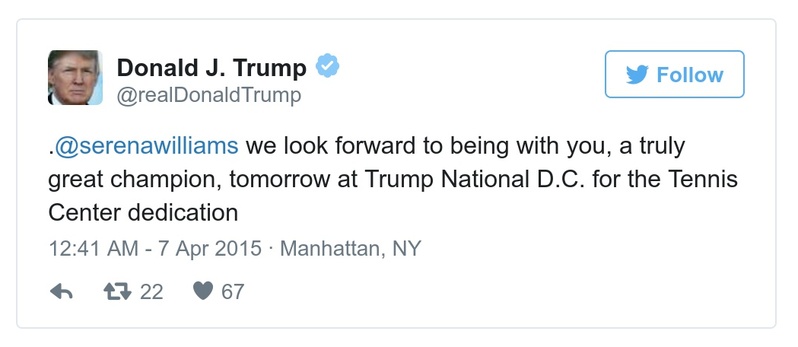 Donald J. Trump
@realDonaldTrump
Follow
.@serenawilliams we look forward to being with you, a truly
great champion, tomorrow at Trump National D.C. for the Tennis
Center dedication
12:41 AM - 7 Apr 2015 · Manhattan, NY
22 67